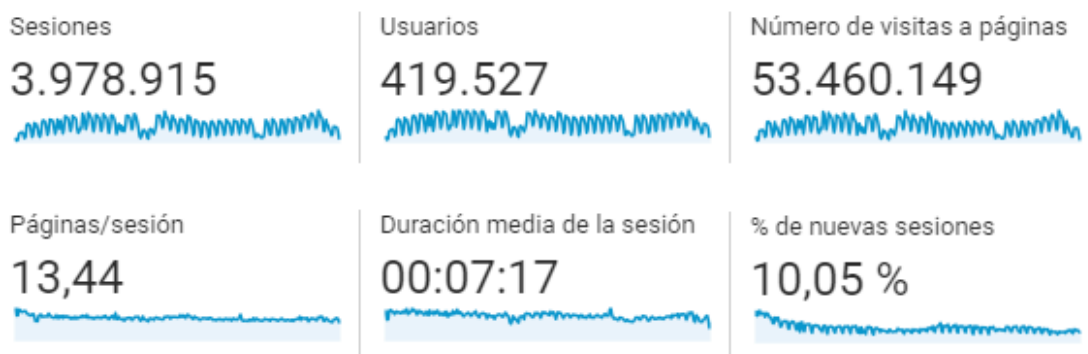 Sesiones
3.978.915
Usuarios
419.527
Número de visitas a páginas
53.460.149
Páginas/sesión
13,44
Duración media de la sesión
00:07:17
% de nuevas sesiones
10,05 %